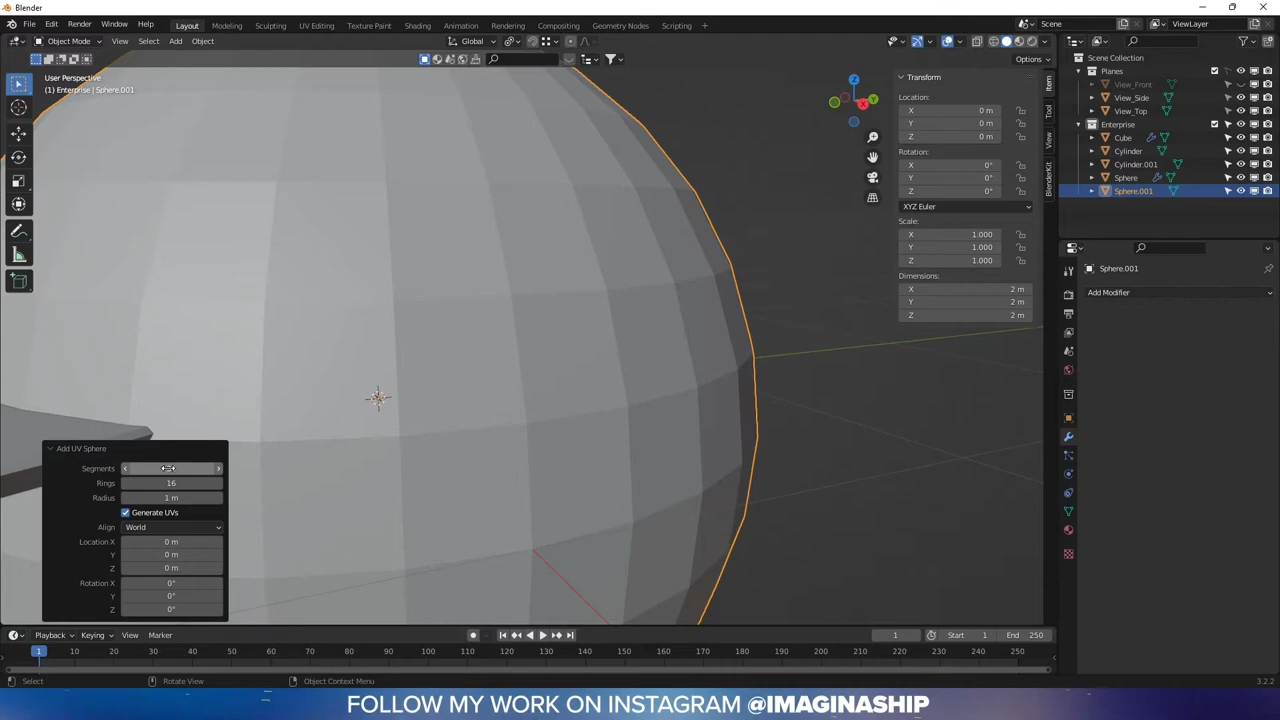 Blender
File Edit Render Window Help
Layout Modeling Sculpting UV Editing Texture Paint Shading Animation Rendering Compositing Geometry Nodes Scripting +
Scene ViewLayer
Object Mode View Select Add Object Global
Options
User Perspective
(1) Enterprise | Sphere.001
Z
Y
X
Transform
Location:
X 0 m
Y 0 m
Z 0 m
Rotation:
X 0°
Y 0°
Z 0°
XYZ Euler
Scale:
X 1.000
Y 1.000
Z 1.000
Dimensions:
X 2 m
Y 2 m
Z 2 m
Item
Tool
View
BlenderKit
Scene Collection
Planes
View_Front
View_Side
View_Top
Enterprise
Cube
Cylinder
Cylinder.001
Sphere
Sphere.001
Sphere.001
Add Modifier
Add UV Sphere
Segments
Rings 16
Radius 1 m
Generate UVs
Align World
Location X 0 m
Y 0 m
Z 0 m
Rotation X 0°
Y 0°
Z 0°
Playback Keying View Marker 1 Start 1 End 250
1 10 20 30 40 50 60 70 80 90 100 110 120 130 140 150 160 170 180 190 200 210 220 230 240 250
Select Rotate View Object Context Menu 3.2.2
FOLLOW MY WORK ON INSTAGRAM @IMAGINASHIP